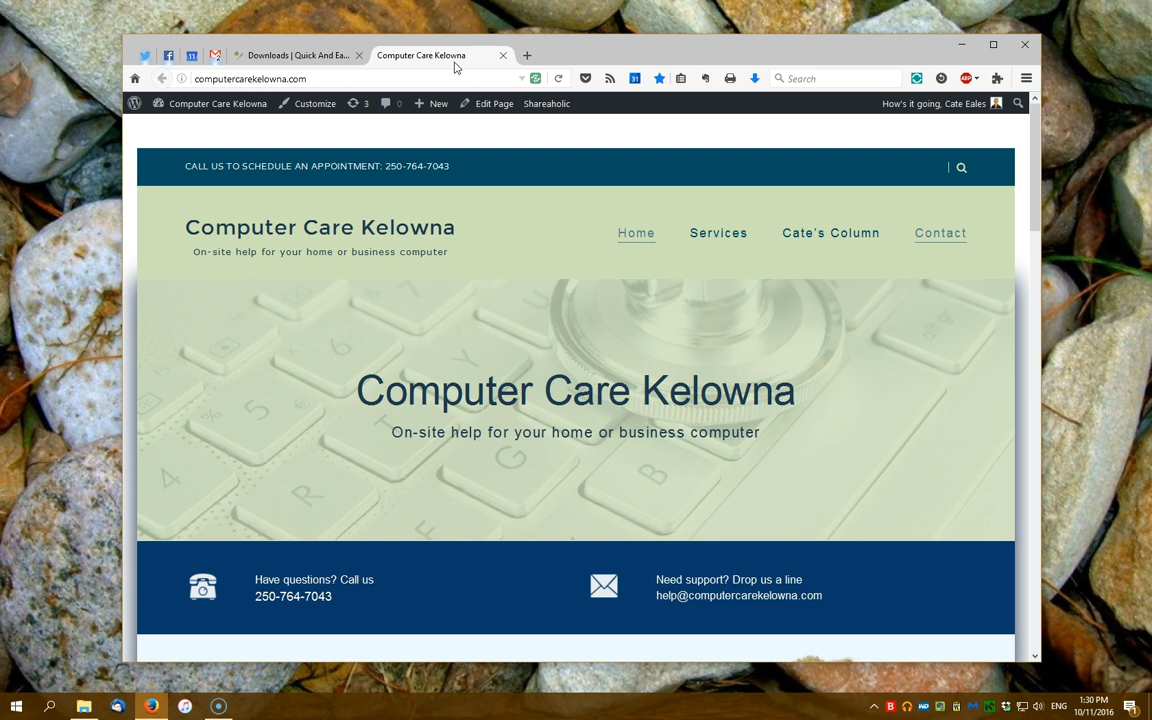 Downloads | Quick And Ea...
Computer Care Kelowna
computercarekelowna.com
Search
Computer Care Kelowna
Customize
3
0
New
Edit Page
Shareaholic
How's it going, Cate Eales
CALL US TO SCHEDULE AN APPOINTMENT: 250-764-7043
Computer Care Kelowna
On-site help for your home or business computer
Home
Services
Cate's Column
Contact
Computer Care Kelowna
On-site help for your home or business computer
Have questions? Call us
250-764-7043
Need support? Drop us a line
help@computercarekelowna.com
ENG
1:30 PM
10/11/2016